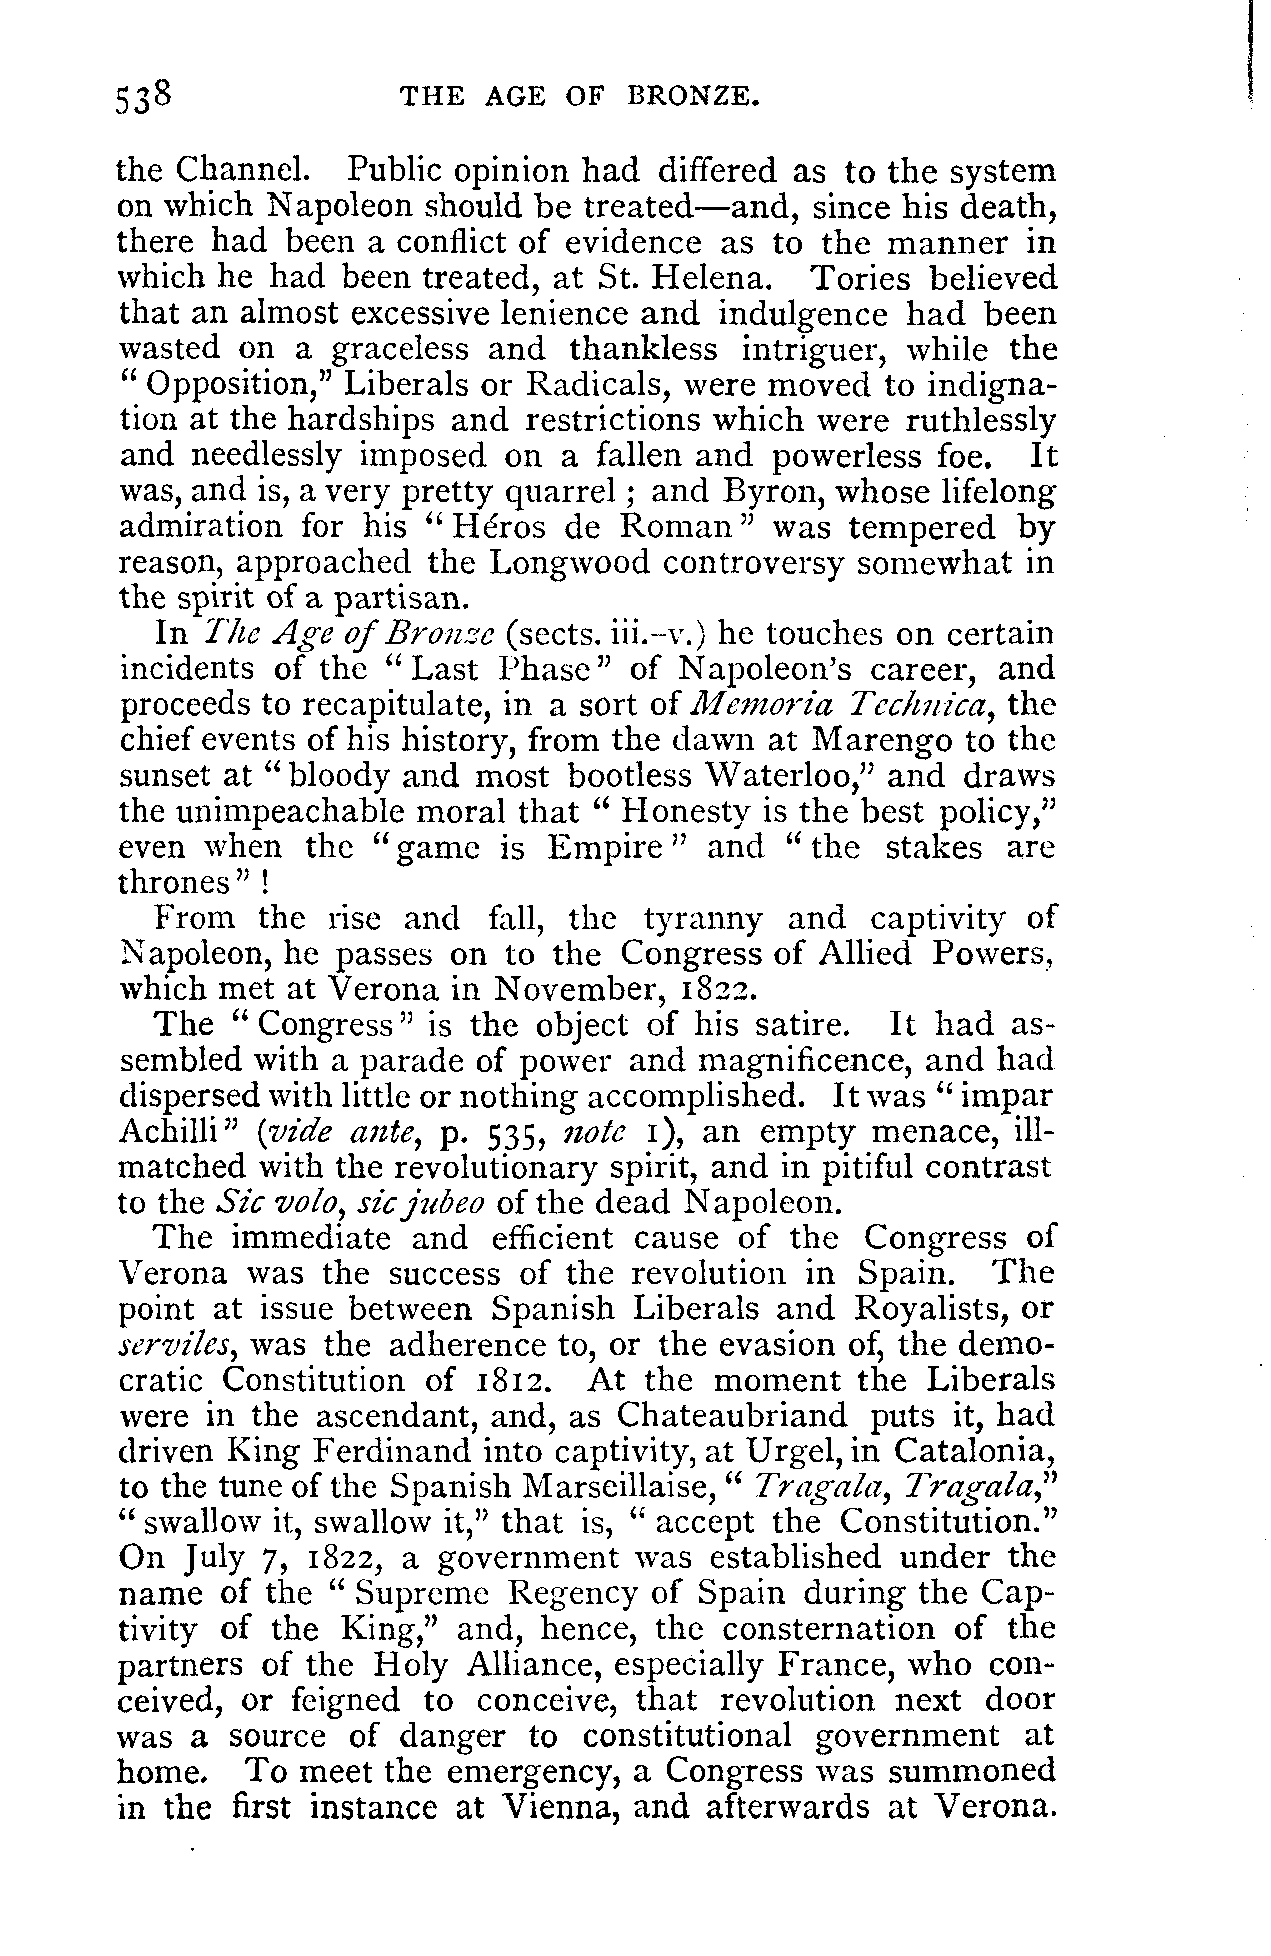 538 THE AGE OF BRONZE.
the Channel. Public opinion had differed as to the system
on which Napoleon should be treated—and, since his death,
there had been a conflict of evidence as to the manner in
which he had been treated, at St. Helena. Tories believed
that an almost excessive lenience and indulgence had been
wasted on a graceless and thankless intriguer, while the
“ Opposition,” Liberals or Radicals, were moved to indigna-
tion at the hardships and restrictions which were ruthlessly
and needlessly imposed on a fallen and powerless foe. It
was, and is, a very pretty quarrel ; and Byron, whose lifelong
admiration for his “ Héros de Roman ” was tempered by
reason, approached the Longwood controversy somewhat in
the spirit of a partisan.
In The Age of Bronze (sects. iii.–v.) he touches on certain
incidents of the “ Last Phase ” of Napoleon's career, and
proceeds to recapitulate, in a sort of Memoria Technica, the
chief events of his history, from the dawn at Marengo to the
sunset at “ bloody and most bootless Waterloo,” and draws
the unimpeachable moral that “ Honesty is the best policy,”
even when the “ game is Empire ” and “ the stakes are
thrones ” !
From the rise and fall, the tyranny and captivity of
Napoleon, he passes on to the Congress of Allied Powers,
which met at Verona in November, 1822.
The “ Congress ” is the object of his satire. It had as-
sembled with a parade of power and magnificence, and had
dispersed with little or nothing accomplished. It was “ impar
Achilli ” (vide ante, p. 535, note 1), an empty menace, ill-
matched with the revolutionary spirit, and in pitiful contrast
to the Sic volo, sic jubeo of the dead Napoleon.
The immediate and efficient cause of the Congress of
Verona was the success of the revolution in Spain. The
point at issue between Spanish Liberals and Royalists, or
serviles, was the adherence to, or the evasion of, the demo-
cratic Constitution of 1812. At the moment the Liberals
were in the ascendant, and, as Chateaubriand puts it, had
driven King Ferdinand into captivity, at Urgel, in Catalonia,
to the tune of the Spanish Marseillaise, “ Tragala, Tragala,”
“ swallow it, swallow it,” that is, “ accept the Constitution.”
On July 7, 1822, a government was established under the
name of the “ Supreme Regency of Spain during the Cap-
tivity of the King,” and, hence, the consternation of the
partners of the Holy Alliance, especially France, who con-
ceived, or feigned to conceive, that revolution next door
was a source of danger to constitutional government at
home. To meet the emergency, a Congress was summoned
in the first instance at Vienna, and afterwards at Verona.